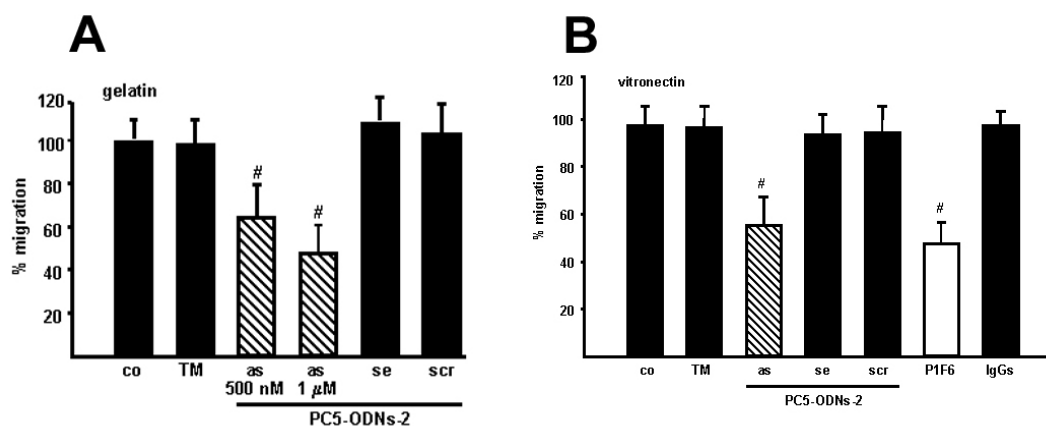 A
gelatin
% migration
120
100
80
60
40
20
#
#
co TM as as se scr
500 nM 1 μM
PC5-ODNs-2
B
vitronectin
% migration
120
100
80
60
40
20
#
#
co TM as se scr P1F6 IgGs
PC5-ODNs-2